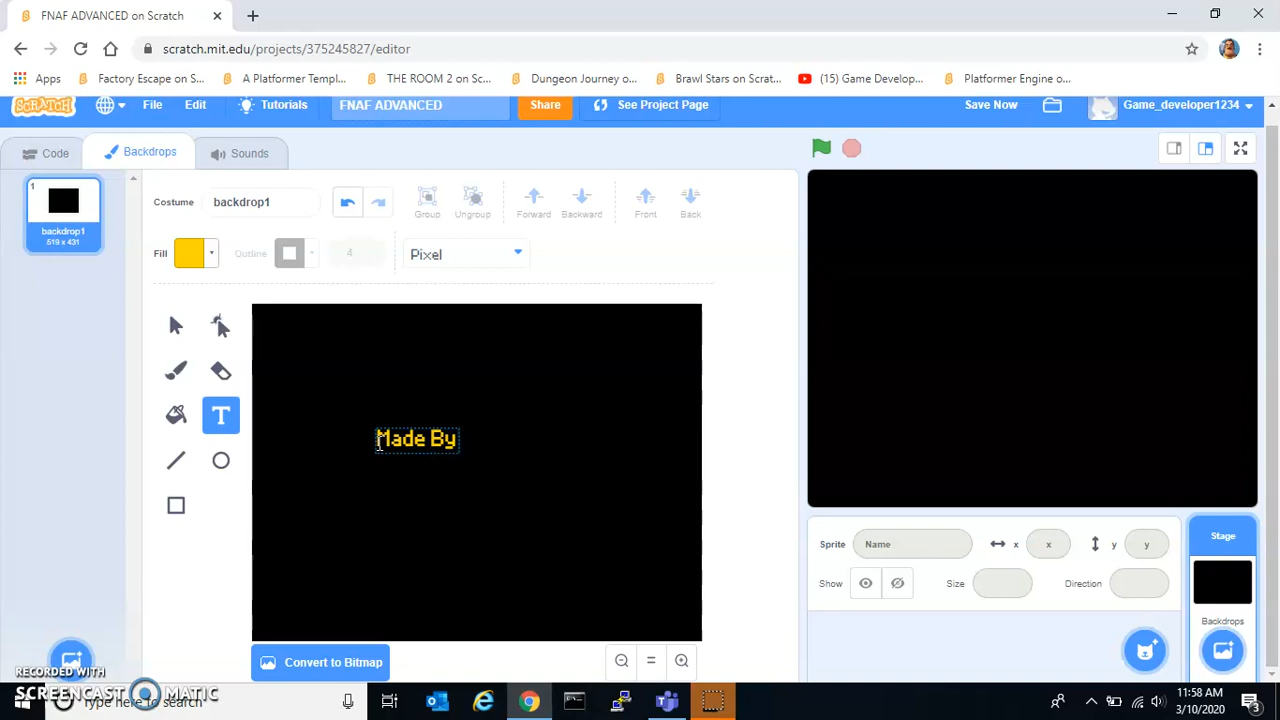 FNAF ADVANCED on Scratch
scratch.mit.edu/projects/375245827/editor
Apps Factory Escape on S... A Platformer Templ... THE ROOM 2 on Sc... Dungeon Journey o... Brawl Stars on Scrat... (15) Game Develop... Platformer Engine o...
SCRATCH File Edit Tutorials FNAF ADVANCED Share See Project Page Save Now Game_developer1234
Code Backdrops Sounds
1
backdrop1
519 x 431
Costume backdrop1 Group Ungroup Forward Backward Front Back
Fill Outline 4 Pixel
T
Made By
Convert to Bitmap
Sprite Name x x y y
Show Size Direction
Stage
Backdrops
RECORDED WITH
SCREENCAST MATIC
Type here to search
11:58 AM
3/10/2020
3